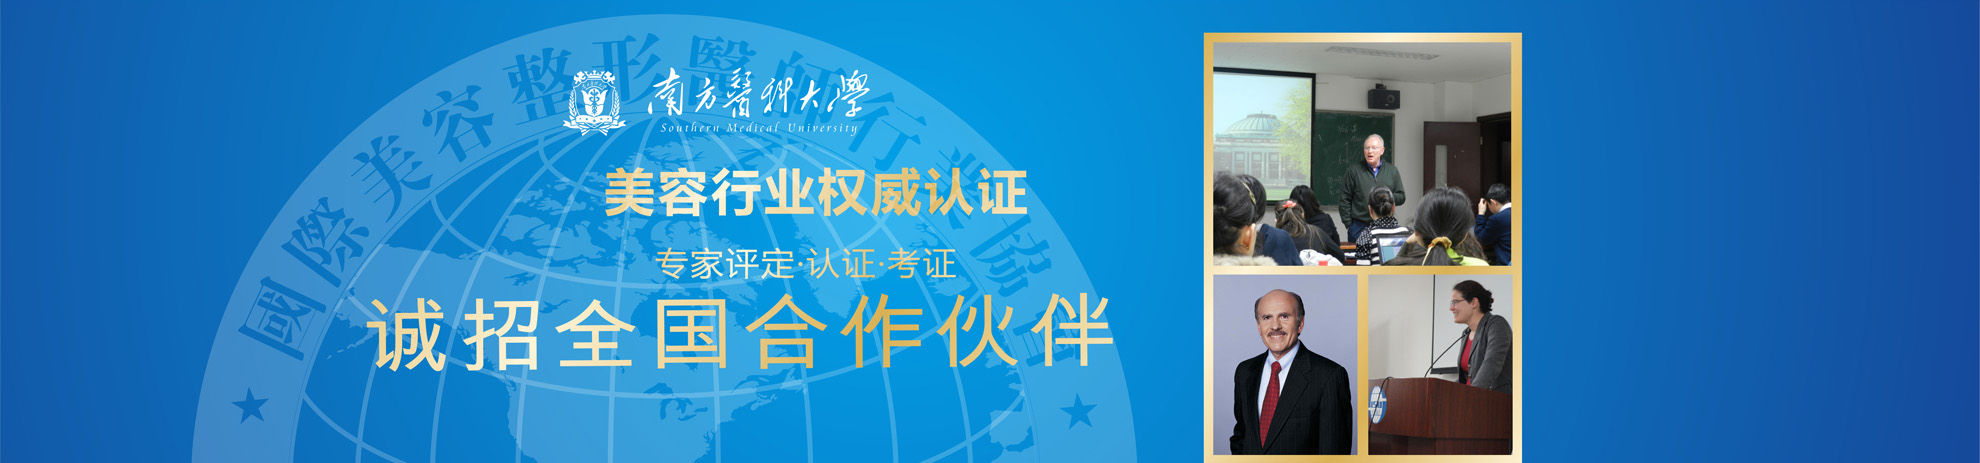 國際美容整形醫師行業協會
南方醫科大學
Southern Medical University
美容行业权威认证
专家评定·认证·考证
诚招全国合作伙伴